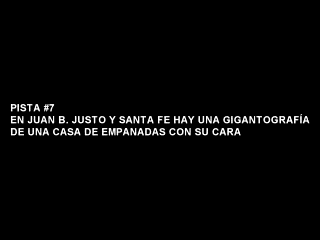 PISTA #7
EN JUAN B. JUSTO Y SANTA FE HAY UNA GIGANTOGRAFÍA
DE UNA CASA DE EMPANADAS CON SU CARA